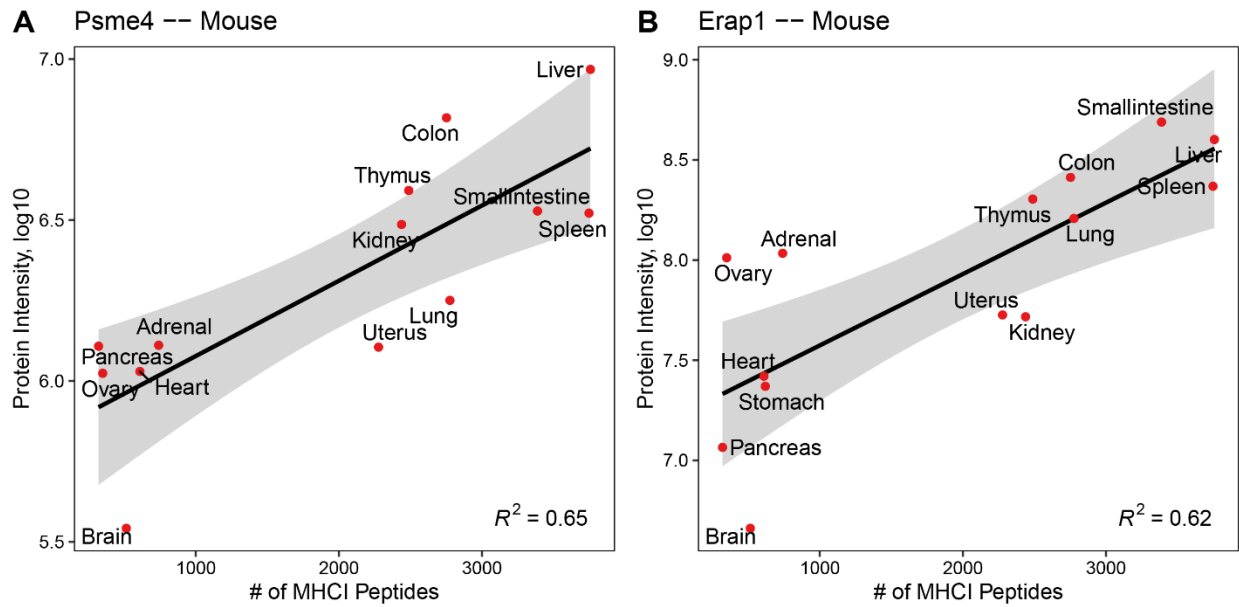 A Psme4 –– Mouse
Protein Intensity, log10
7.0
6.5
6.0
5.5
Liver
Colon
Thymus
Smallintestine
Kidney
Spleen
Lung
Uterus
Adrenal
Pancreas
Ovary
Heart
Brain
R² = 0.65
1000 2000 3000
# of MHCI Peptides
B Erap1 –– Mouse
Protein Intensity, log10
9.0
8.5
8.0
7.5
7.0
Smallintestine
Liver
Colon
Spleen
Thymus
Lung
Adrenal
Ovary
Uterus
Kidney
Heart
Stomach
Pancreas
Brain
R² = 0.62
1000 2000 3000
# of MHCI Peptides